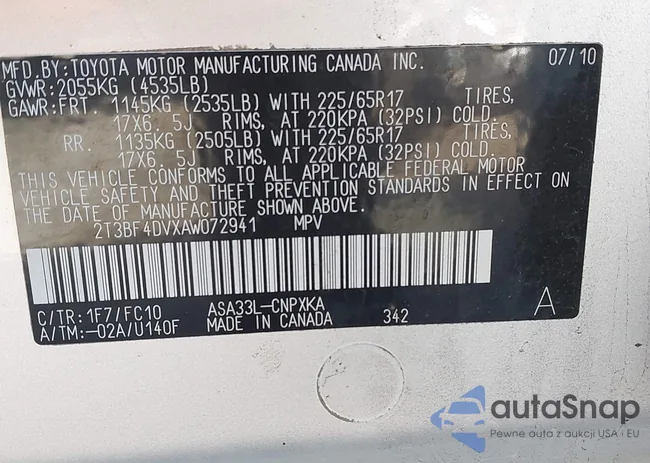 MFD.BY:TOYOTA MOTOR MANUFACTURING CANADA INC. 07/10
GVWR:2055KG (4535LB)
GAWR:FRT. 1145KG (2535LB) WITH 225/65R17 TIRES,
17X6.5J RIMS, AT 220KPA (32PSI) COLD.
RR. 1135KG (2505LB) WITH 225/65R17 TIRES,
17X6.5J RIMS, AT 220KPA (32PSI) COLD.
THIS VEHICLE CONFORMS TO ALL APPLICABLE FEDERAL MOTOR
VEHICLE SAFETY AND THEFT PREVENTION STANDARDS IN EFFECT ON
THE DATE OF MANUFACTURE SHOWN ABOVE.
2T3BF4DVXAW072941 MPV
C/TR:1F7/FC10 ASA33L-CNPXKA A
A/TM:-02A/U140F MADE IN CANADA 342
autaSnap
Pewne auta z aukcji USA i EU